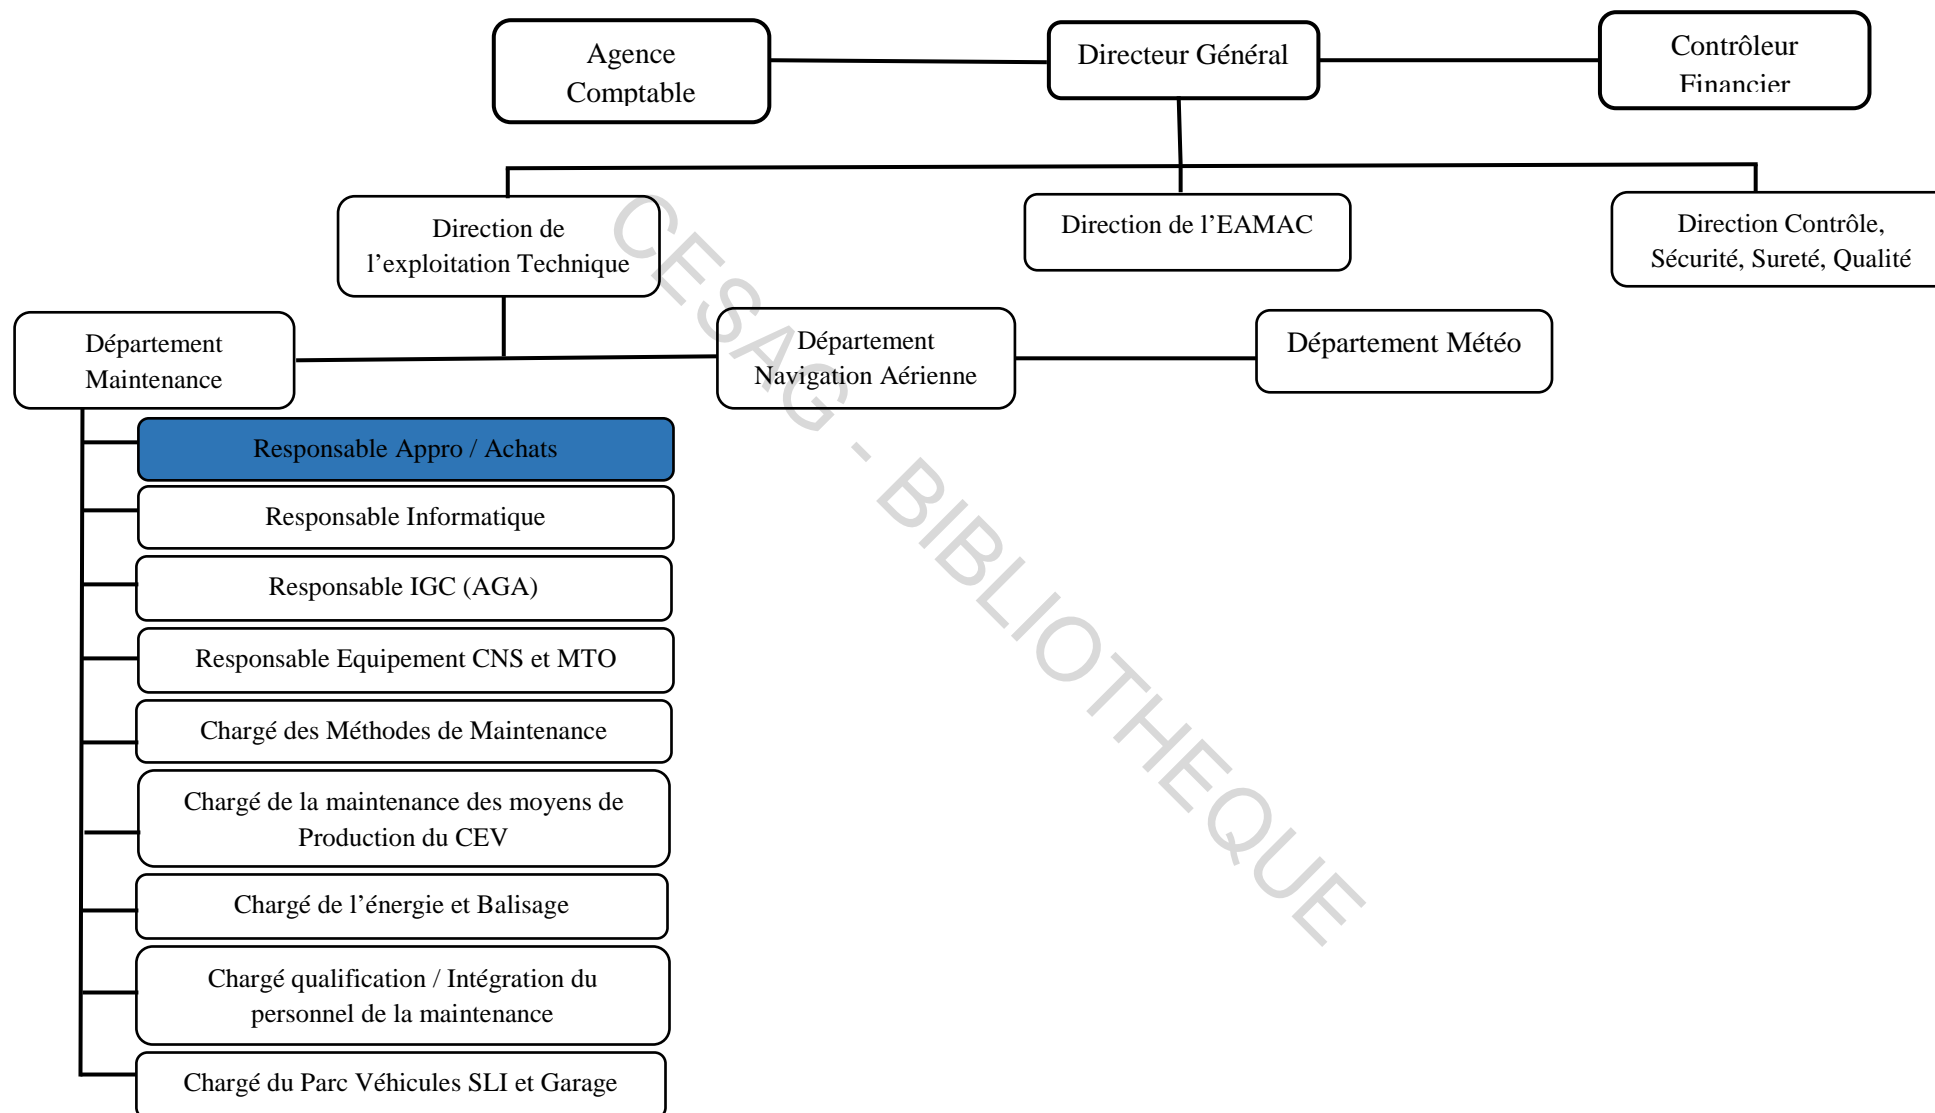 Agence
Comptable
Directeur Général
Contrôleur
Financier
Direction de
l’exploitation Technique
Direction de l’EAMAC
Direction Contrôle,
Sécurité, Sureté, Qualité
Département
Maintenance
Département
Navigation Aérienne
Département Météo
Responsable Appro / Achats
Responsable Informatique
Responsable IGC (AGA)
Responsable Equipement CNS et MTO
Chargé des Méthodes de Maintenance
Chargé de la maintenance des moyens de
Production du CEV
Chargé de l’énergie et Balisage
Chargé qualification / Intégration du
personnel de la maintenance
Chargé du Parc Véhicules SLI et Garage
CESAG - BIBLIOTHEQUE